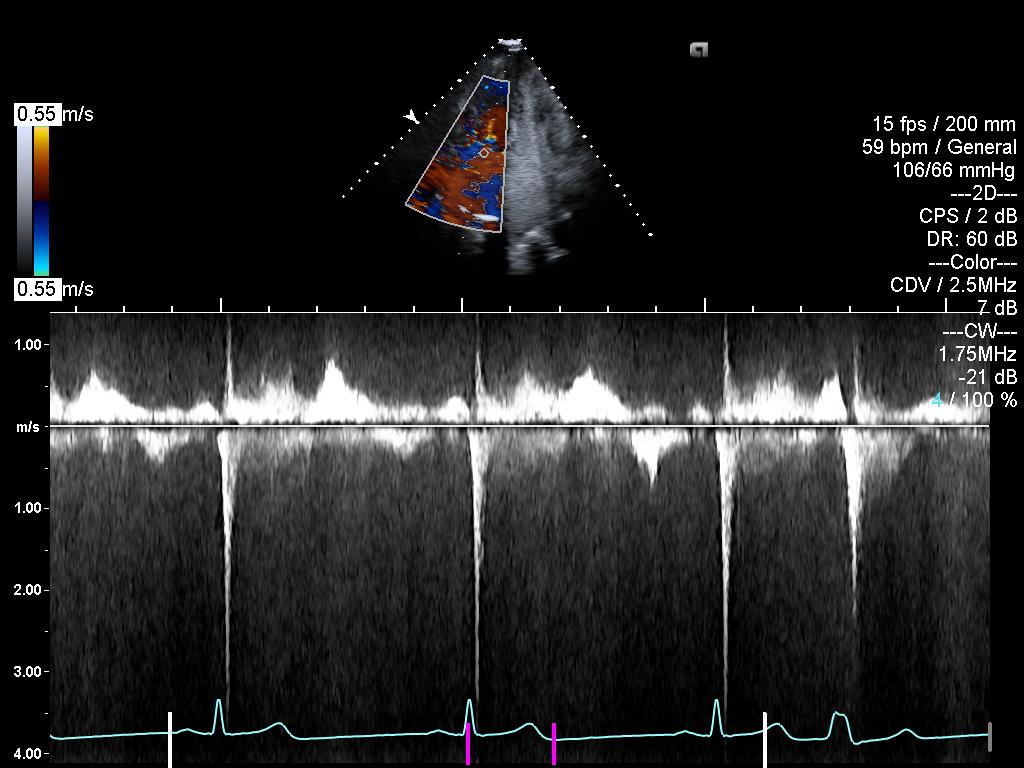 0.55 m/s
15 fps / 200 mm
59 bpm / General
106/66 mmHg
---2D---
CPS / 2 dB
DR: 60 dB
---Color---
CDV / 2.5MHz
7 dB
---CW---
1.75MHz
-21 dB
4 / 100 %
0.55 m/s
1.00
m/s
1.00
2.00
3.00
4.00